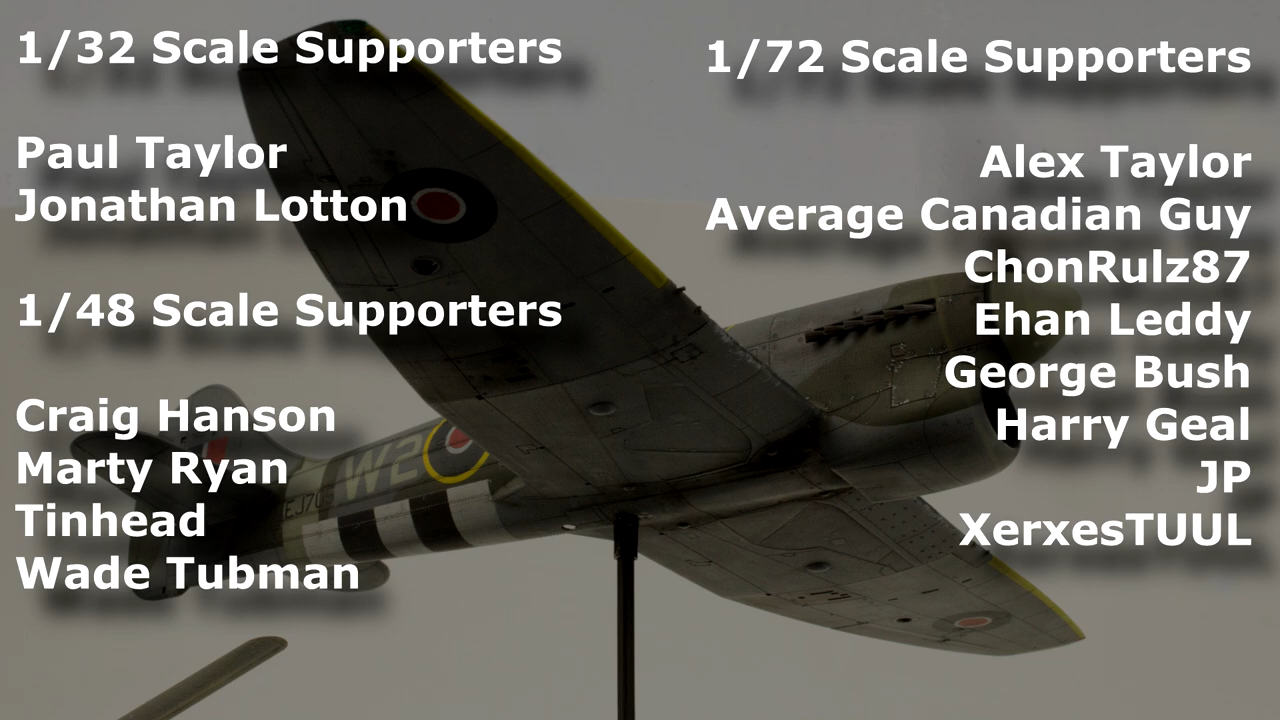 1/32 Scale Supporters
Paul Taylor
Jonathan Lotton
1/48 Scale Supporters
Craig Hanson
Marty Ryan
Tinhead
Wade Tubman
1/72 Scale Supporters
Alex Taylor
Average Canadian Guy
ChonRulz87
Ehan Leddy
George Bush
Harry Geal
JP
XerxesTUUL
W2